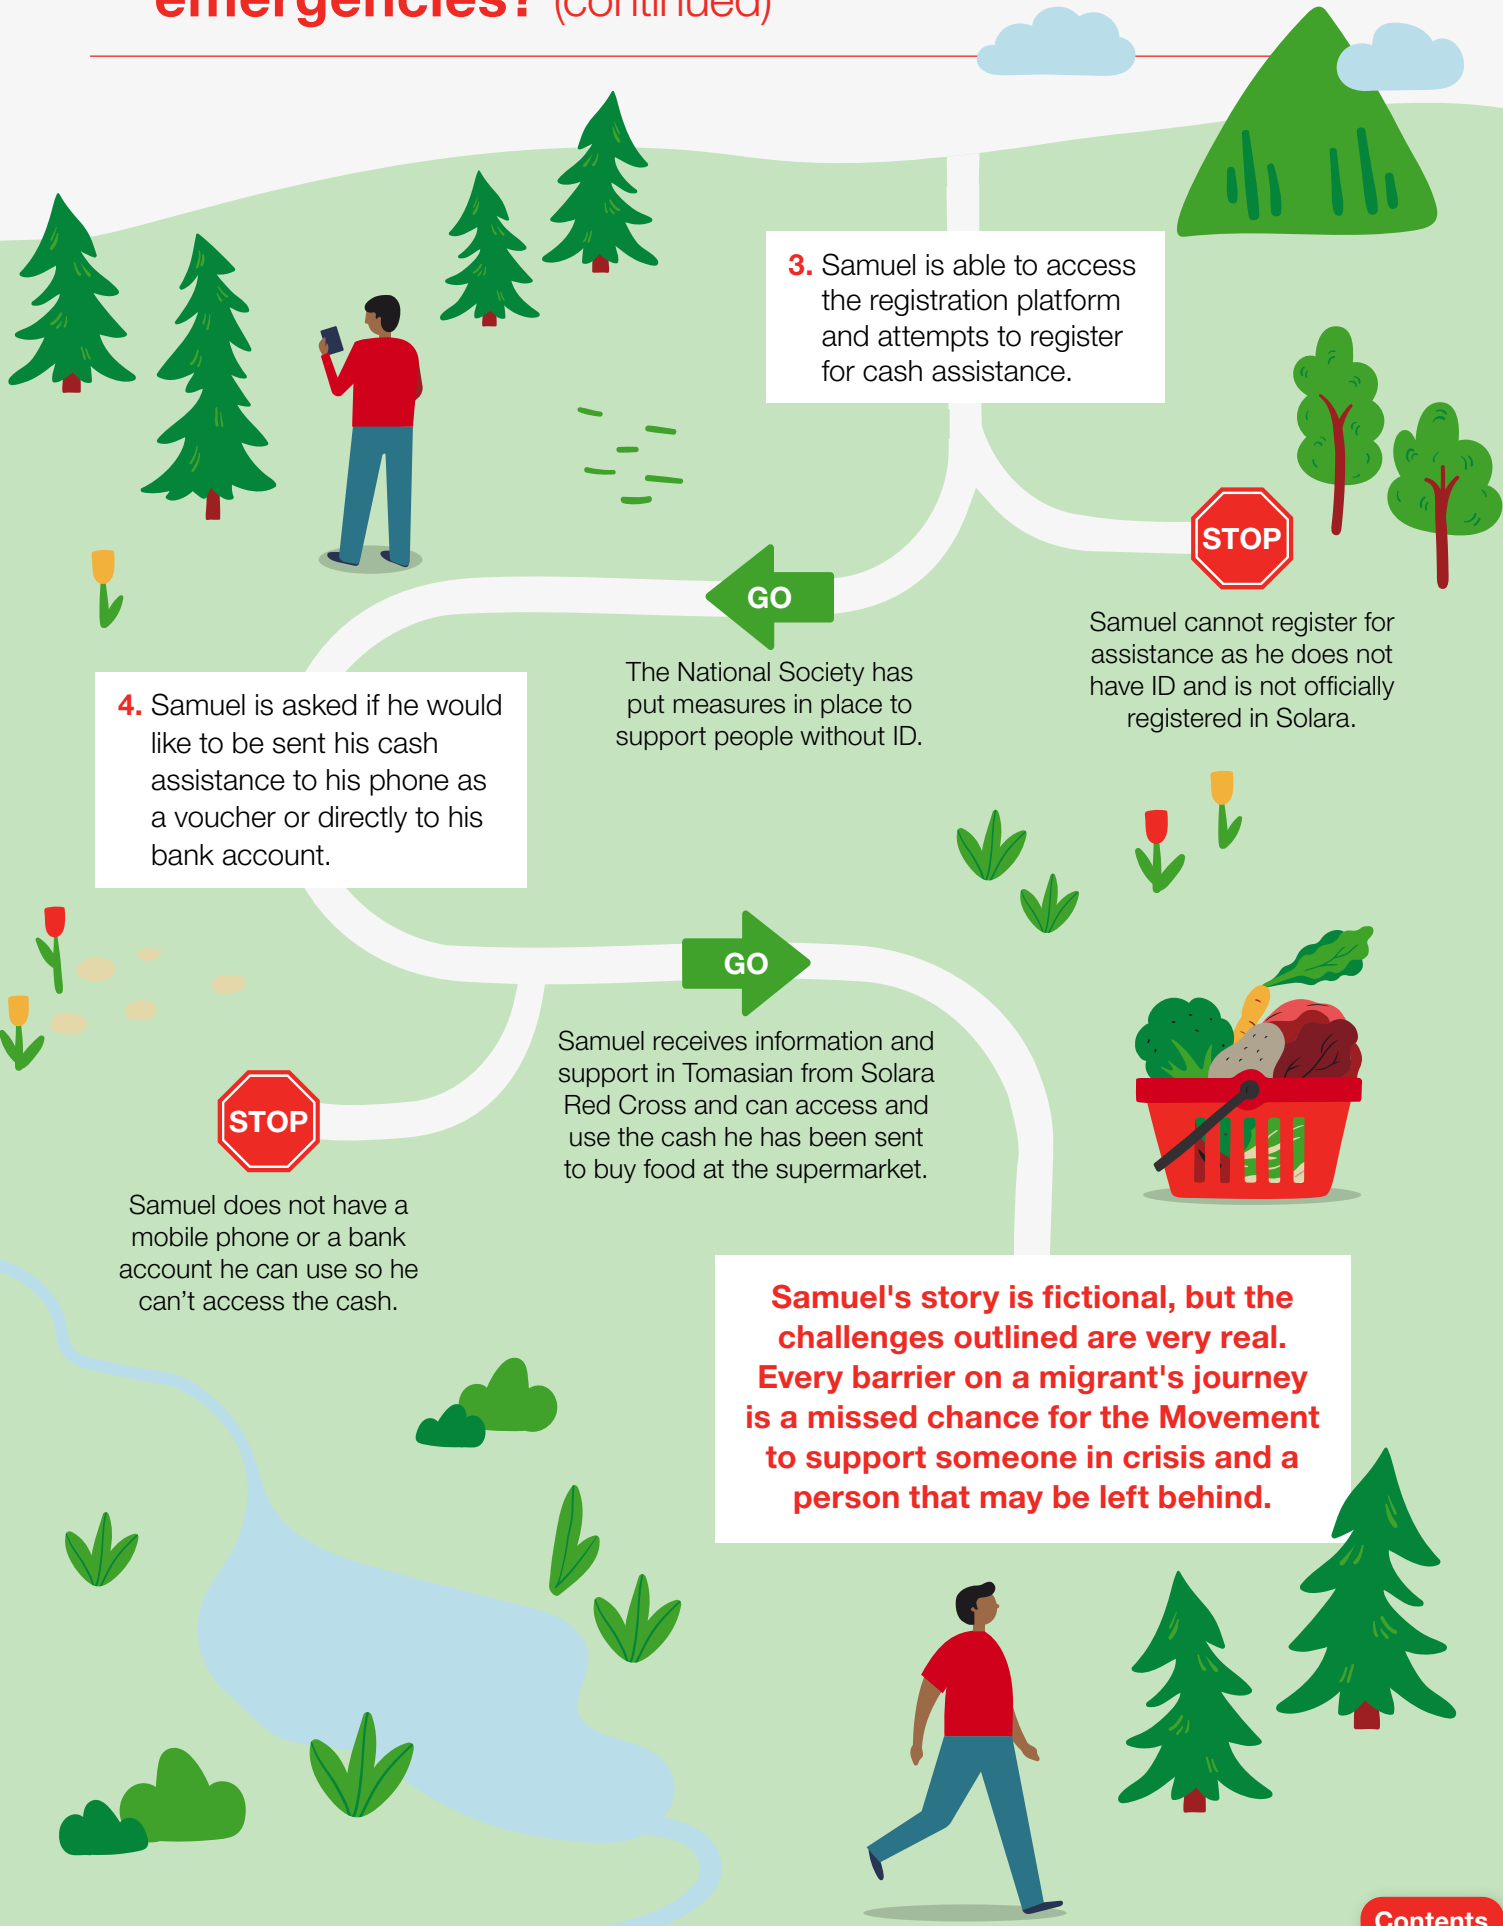 emergencies? (continued)
3. Samuel is able to access
the registration platform
and attempts to register
for cash assistance.
STOP
Samuel cannot register for
assistance as he does not
have ID and is not officially
registered in Solara.
GO
The National Society has
put measures in place to
support people without ID.
4. Samuel is asked if he would
like to be sent his cash
assistance to his phone as
a voucher or directly to his
bank account.
GO
Samuel receives information and
support in Tomasian from Solara
Red Cross and can access and
use the cash he has been sent
to buy food at the supermarket.
STOP
Samuel does not have a
mobile phone or a bank
account he can use so he
can't access the cash.
Samuel's story is fictional, but the
challenges outlined are very real.
Every barrier on a migrant's journey
is a missed chance for the Movement
to support someone in crisis and a
person that may be left behind.
Contents